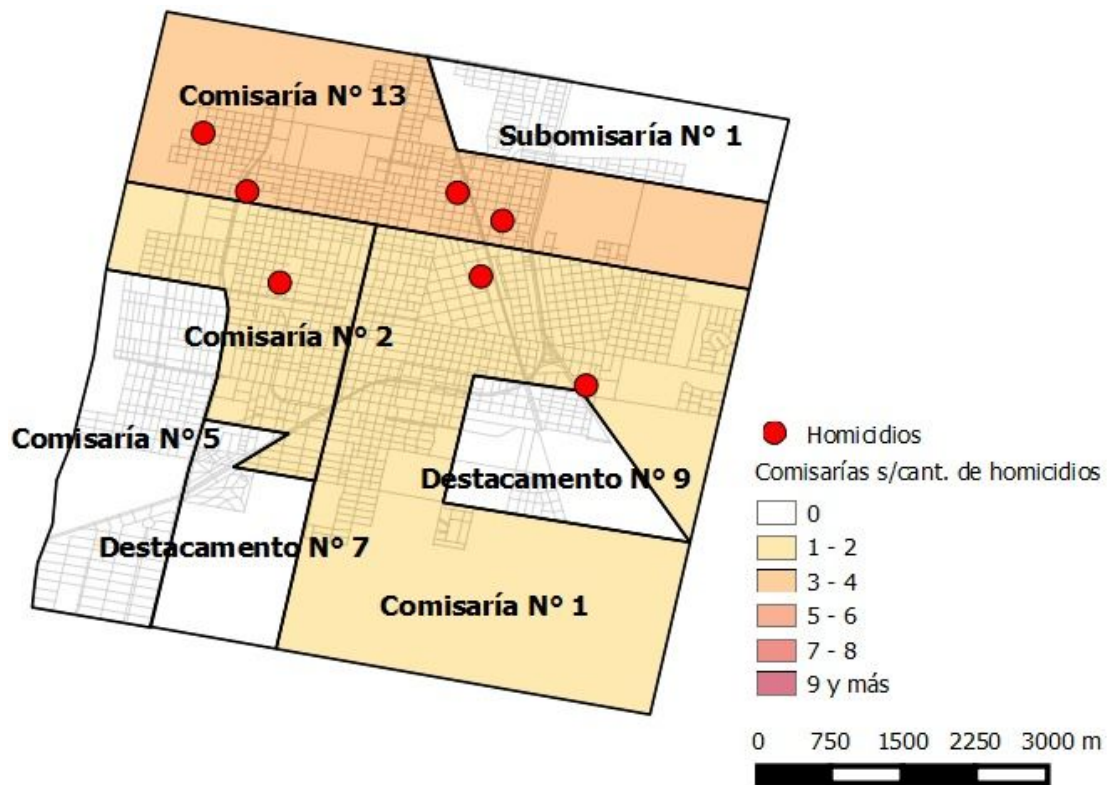 Comisaría N° 13
Subomisaría N° 1
Comisaría N° 2
Comisaría N° 5
Destacamento N° 9
Destacamento N° 7
Comisaría N° 1
Homicidios
Comisarías s/cant. de homicidios
0
1 - 2
3 - 4
5 - 6
7 - 8
9 y más
0 750 1500 2250 3000 m